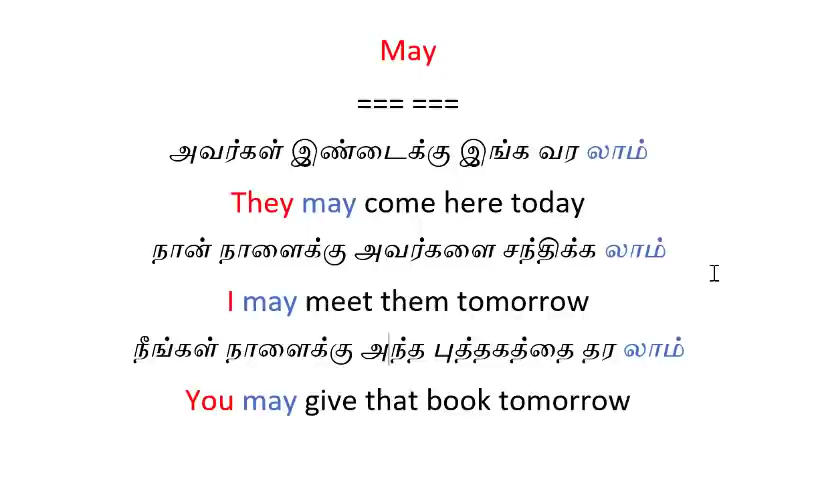 May
=== ===
அவர்கள் இண்டைக்கு இங்க வர லாம்
They may come here today
நான் நாளைக்கு அவர்களை சந்திக்க லாம்
I may meet them tomorrow
நீங்கள் நாளைக்கு அந்த புத்தகத்தை தர லாம்
You may give that book tomorrow